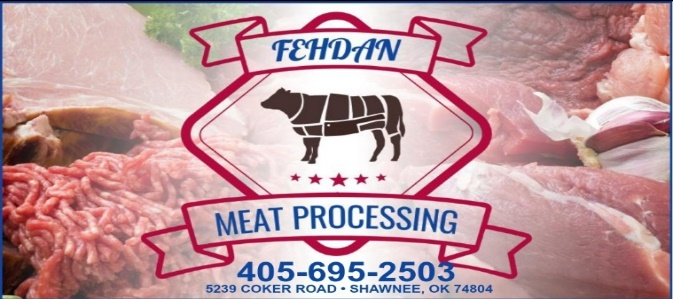 FEHDAN
MEAT PROCESSING
405-695-2503
5239 COKER ROAD • SHAWNEE, OK 74804